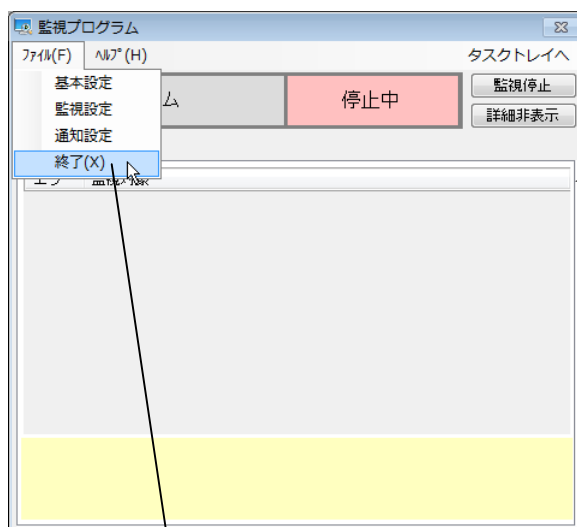 監視プログラム
ﾌｧｲﾙ(F) ﾍﾙﾌﾟ(H) タスクトレイへ
基本設定
監視設定
通知設定
終了(X)
ム
停止中
監視停止
詳細非表示